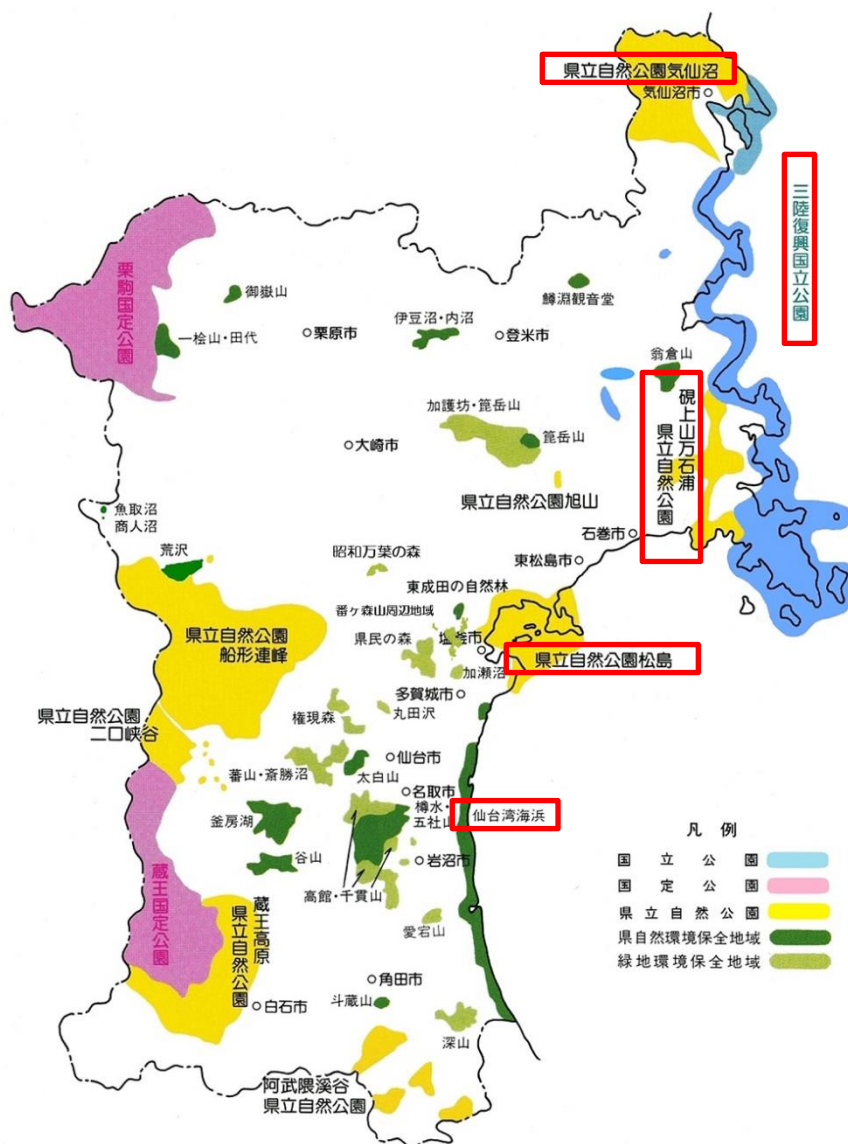 県立自然公園気仙沼
気仙沼市
三陸復興国立公園
栗駒国定公園
御嶽山
鱒淵観音堂
一桧山・田代
栗原市
伊豆沼・内沼
登米市
翁倉山
加護坊・箆岳山
箆岳山
硯上山万石浦
県立自然公園
大崎市
県立自然公園旭山
魚取沼
商人沼
石巻市
荒沢
昭和万葉の森
東松島市
東成田の自然林
番ヶ森山周辺地域
県立自然公園
船形連峰
県民の森
塩釜市
県立自然公園松島
加瀬沼
多賀城市
丸田沢
県立自然公園
二口峡谷
権現森
仙台市
蕃山・斎勝沼
太白山
名取市
樽水・
五社山
仙台湾海浜
釜房湖
谷山
岩沼市
高館・千貫山
蔵王国定公園
蔵王高原
県立自然公園
愛宕山
角田市
斗蔵山
白石市
深山
阿武隈渓谷
県立自然公園
凡例
国立公園
国定公園
県立自然公園
県自然環境保全地域
緑地環境保全地域